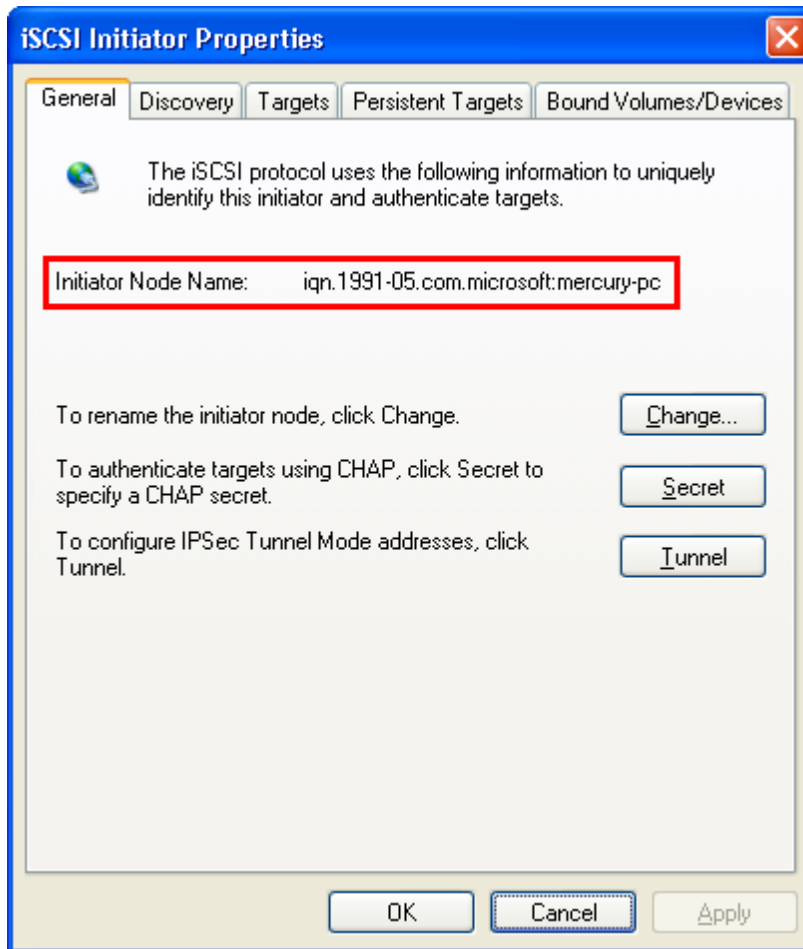 iSCSI Initiator Properties
General Discovery Targets Persistent Targets Bound Volumes/Devices
The iSCSI protocol uses the following information to uniquely
identify this initiator and authenticate targets.
Initiator Node Name: iqn.1991-05.com.microsoft:mercury-pc
To rename the initiator node, click Change.
Change...
To authenticate targets using CHAP, click Secret to
specify a CHAP secret.
Secret
To configure IPSec Tunnel Mode addresses, click
Tunnel.
Tunnel
OK Cancel Apply